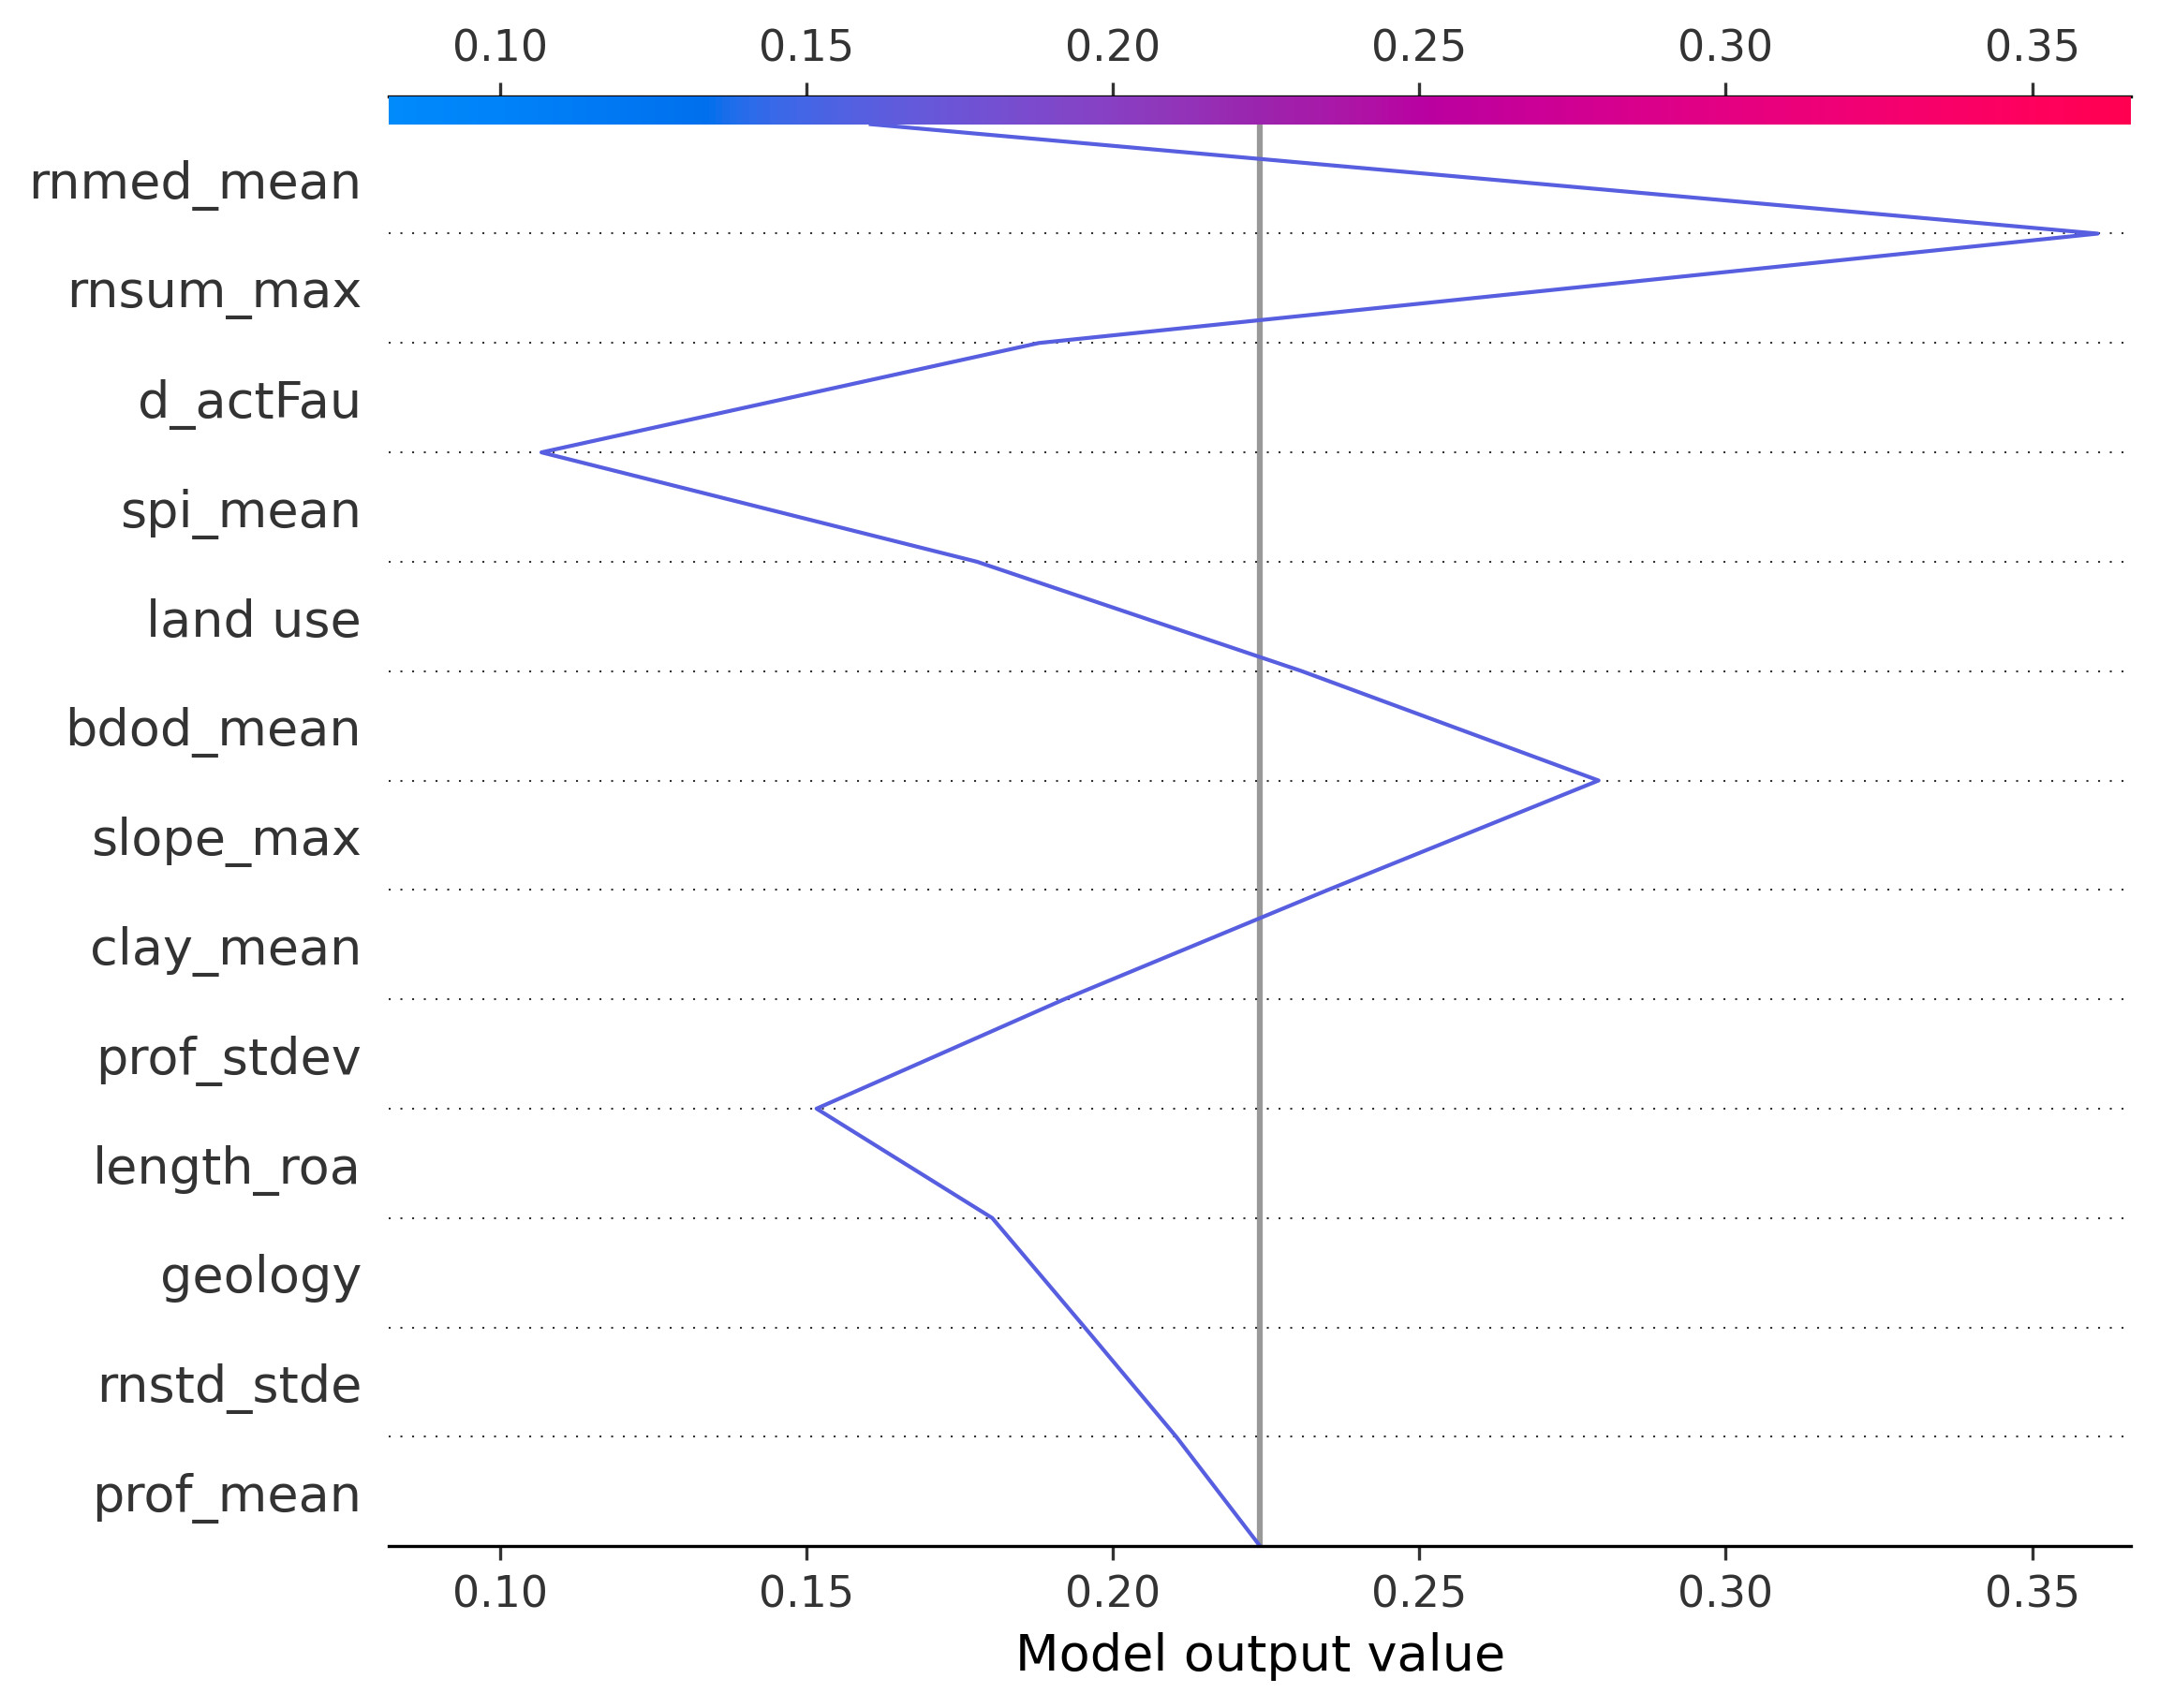 0.10 0.15 0.20 0.25 0.30 0.35
rnmed_mean
rnsum_max
d_actFau
spi_mean
land use
bdod_mean
slope_max
clay_mean
prof_stdev
length_roa
geology
rnstd_stde
prof_mean
0.10 0.15 0.20 0.25 0.30 0.35
Model output value